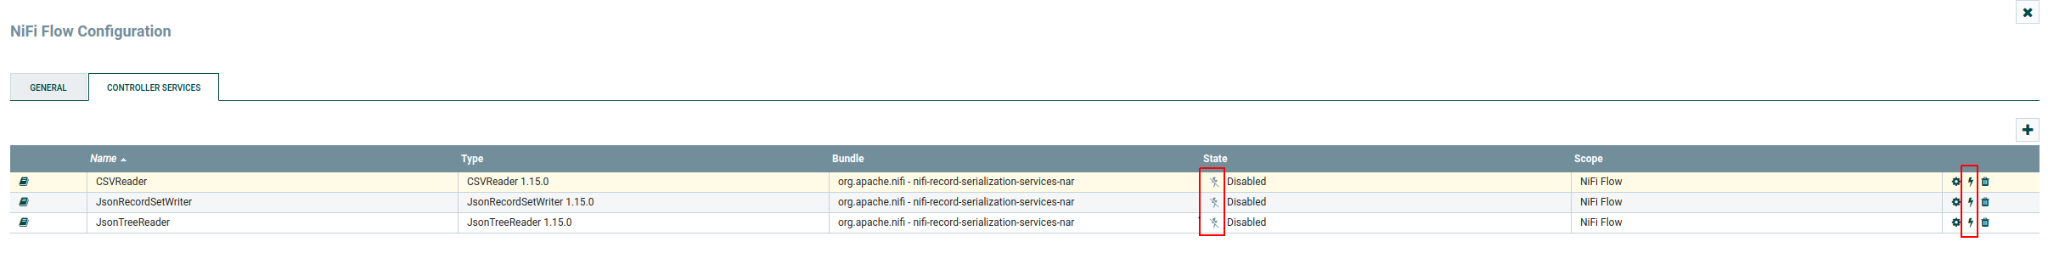 NiFi Flow Configuration
GENERAL CONTROLLER SERVICES
Name Type Bundle State Scope
CSVReader CSVReader 1.15.0 org.apache.nifi - nifi-record-serialization-services-nar Disabled NiFi Flow
JsonRecordSetWriter JsonRecordSetWriter 1.15.0 org.apache.nifi - nifi-record-serialization-services-nar Disabled NiFi Flow
JsonTreeReader JsonTreeReader 1.15.0 org.apache.nifi - nifi-record-serialization-services-nar Disabled NiFi Flow